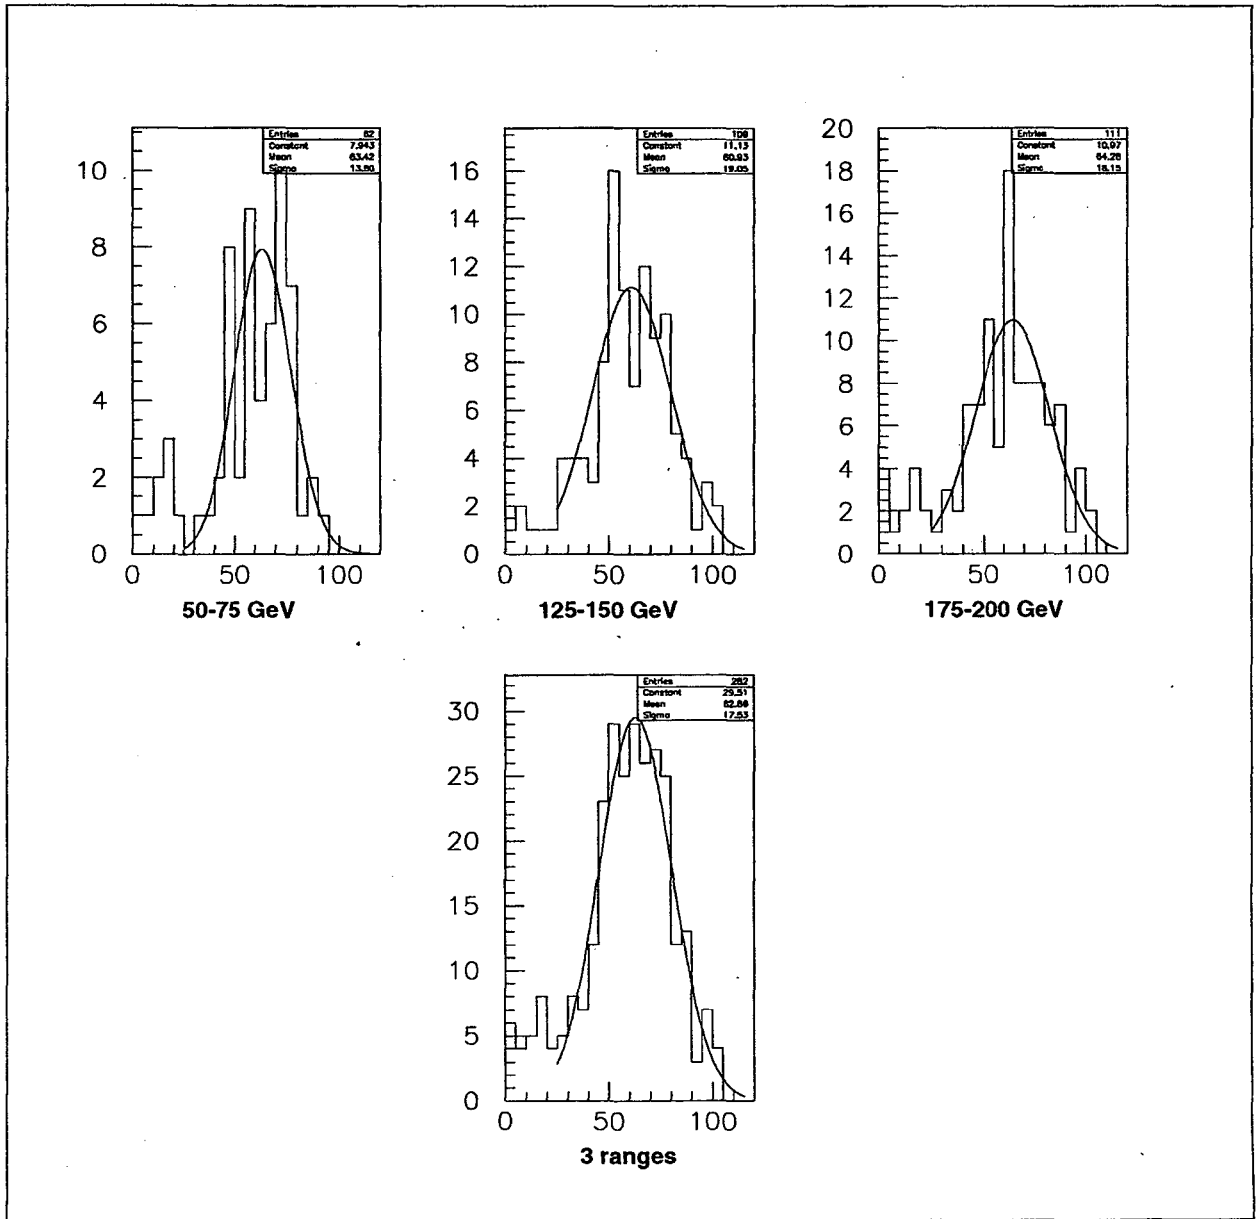 Entries 62
Constant 7.943
Mean 63.42
Sigma 13.80
10
8
6
4
2
0
0 50 100
50-75 GeV
Entries 109
Constant 11.13
Mean 60.93
Sigma 19.05
16
14
12
10
8
6
4
2
0
0 50 100
125-150 GeV
20
Entries 111
Constant 10.97
Mean 64.28
Sigma 18.15
18
16
14
12
10
8
6
4
2
0
0 50 100
175-200 GeV
Entries 282
Constant 29.51
Mean 62.89
Sigma 17.53
30
25
20
15
10
5
0
0 50 100
3 ranges